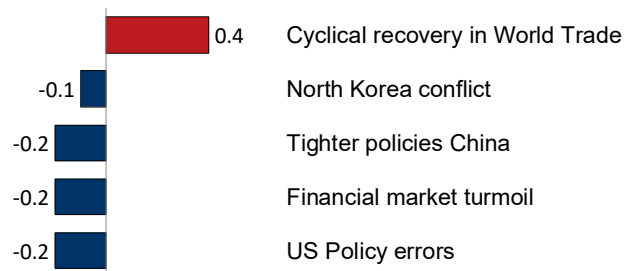 0.4 Cyclical recovery in World Trade
-0.1 North Korea conflict
-0.2 Tighter policies China
-0.2 Financial market turmoil
-0.2 US Policy errors